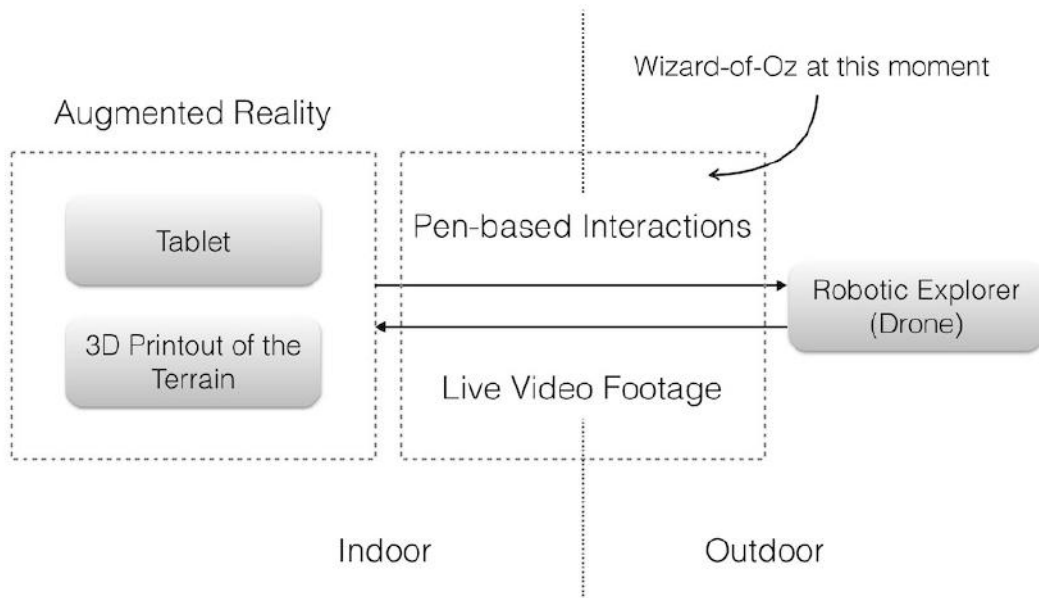 Wizard-of-Oz at this moment
Augmented Reality
Tablet
3D Printout of the
Terrain
Pen-based Interactions
Live Video Footage
Robotic Explorer
(Drone)
Indoor
Outdoor